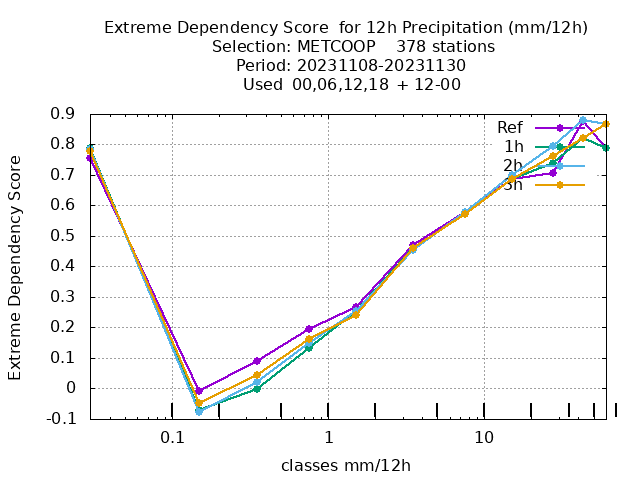 Extreme Dependency Score  for 12h Precipitation (mm/12h)
Selection: METCOOP    378 stations
Period: 20231108-20231130
Used  00,06,12,18  + 12-00
Extreme Dependency Score
0.9
0.8
0.7
0.6
0.5
0.4
0.3
0.2
0.1
0
-0.1
Ref
1h
2h
3h
0.1
1
10
classes mm/12h